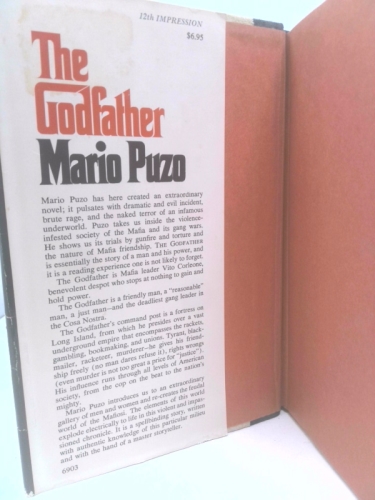 12th IMPRESSION
$6.95
The
Godfather
Mario Puzo
Mario Puzo has here created an extraordinary
novel; it pulsates with dramatic and evil incident,
brute rage, and the naked terror of an infamous
underworld. Puzo takes us inside the violence-
infested society of the Mafia and its gang wars.
He shows us its trials by gunfire and torture and
the nature of Mafia friendship. THE GODFATHER
is essentially the story of a man and his power, and
it is a reading experience one is not likely to forget.
The Godfather is Mafia leader Vito Corleone,
benevolent despot who stops at nothing to gain and
hold power.
The Godfather is a friendly man, a "reasonable"
man, a just man—and the deadliest gang leader in
the Cosa Nostra.
The Godfather's command post is a fortress on
Long Island, from which he presides over a vast
underground empire that encompasses the rackets,
gambling, bookmaking, and unions. Tyrant, black-
mailer, racketeer, murderer—he gives his friend-
ship freely (no man dares refuse it), rights wrongs
(even murder is not too great a price for "justice").
His influence runs through all levels of American
society, from the cop on the beat to the nation's
mighty.
Mario Puzo introduces us to an extraordinary
gallery of men and women and re-creates the feudal
world of the Mafiosi. The elements of this world
explode electrically to life in this violent and impas-
sioned chronicle. It is a spellbinding story, written
with authentic knowledge of this particular milieu
and with the hand of a master storyteller.
6903